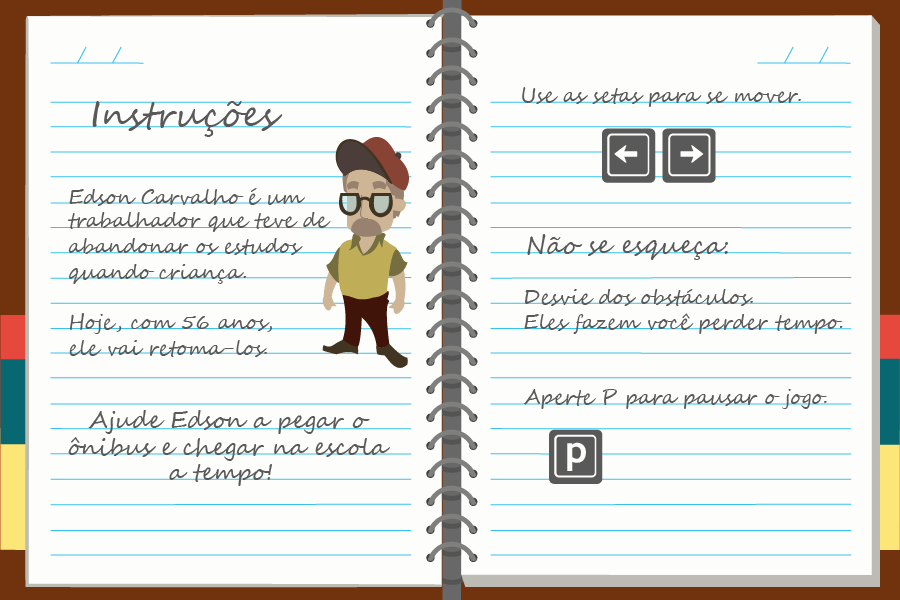 Instruções
Edson Carvalho é um
trabalhador que teve de
abandonar os estudos
quando criança.
Hoje, com 56 anos,
ele vai retoma-los.
Ajude Edson a pegar o
ônibus e chegar na escola
a tempo!
Use as setas para se mover.
Não se esqueça:
Desvie dos obstáculos.
Eles fazem você perder tempo.
Aperte P para pausar o jogo.
p